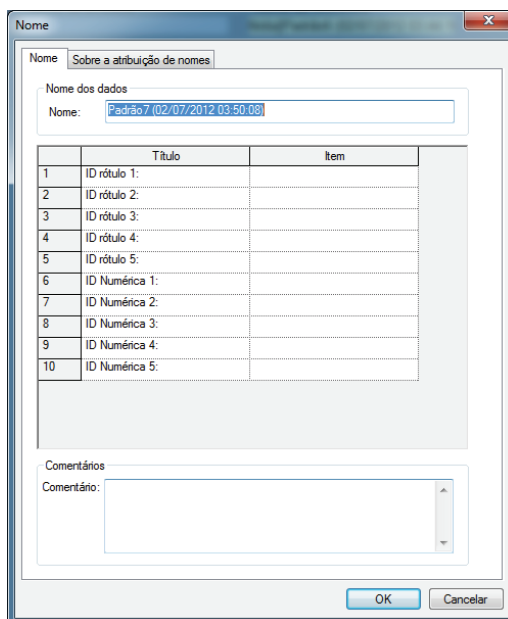 Nome
Nome Sobre a atribuição de nomes
Nome dos dados
Nome: Padrão7 (02/07/2012 03:50:08)
Título Item
1 ID rótulo 1:
2 ID rótulo 2:
3 ID rótulo 3:
4 ID rótulo 4:
5 ID rótulo 5:
6 ID Numérica 1:
7 ID Numérica 2:
8 ID Numérica 3:
9 ID Numérica 4:
10 ID Numérica 5:
Comentários
Comentário:
OK Cancelar